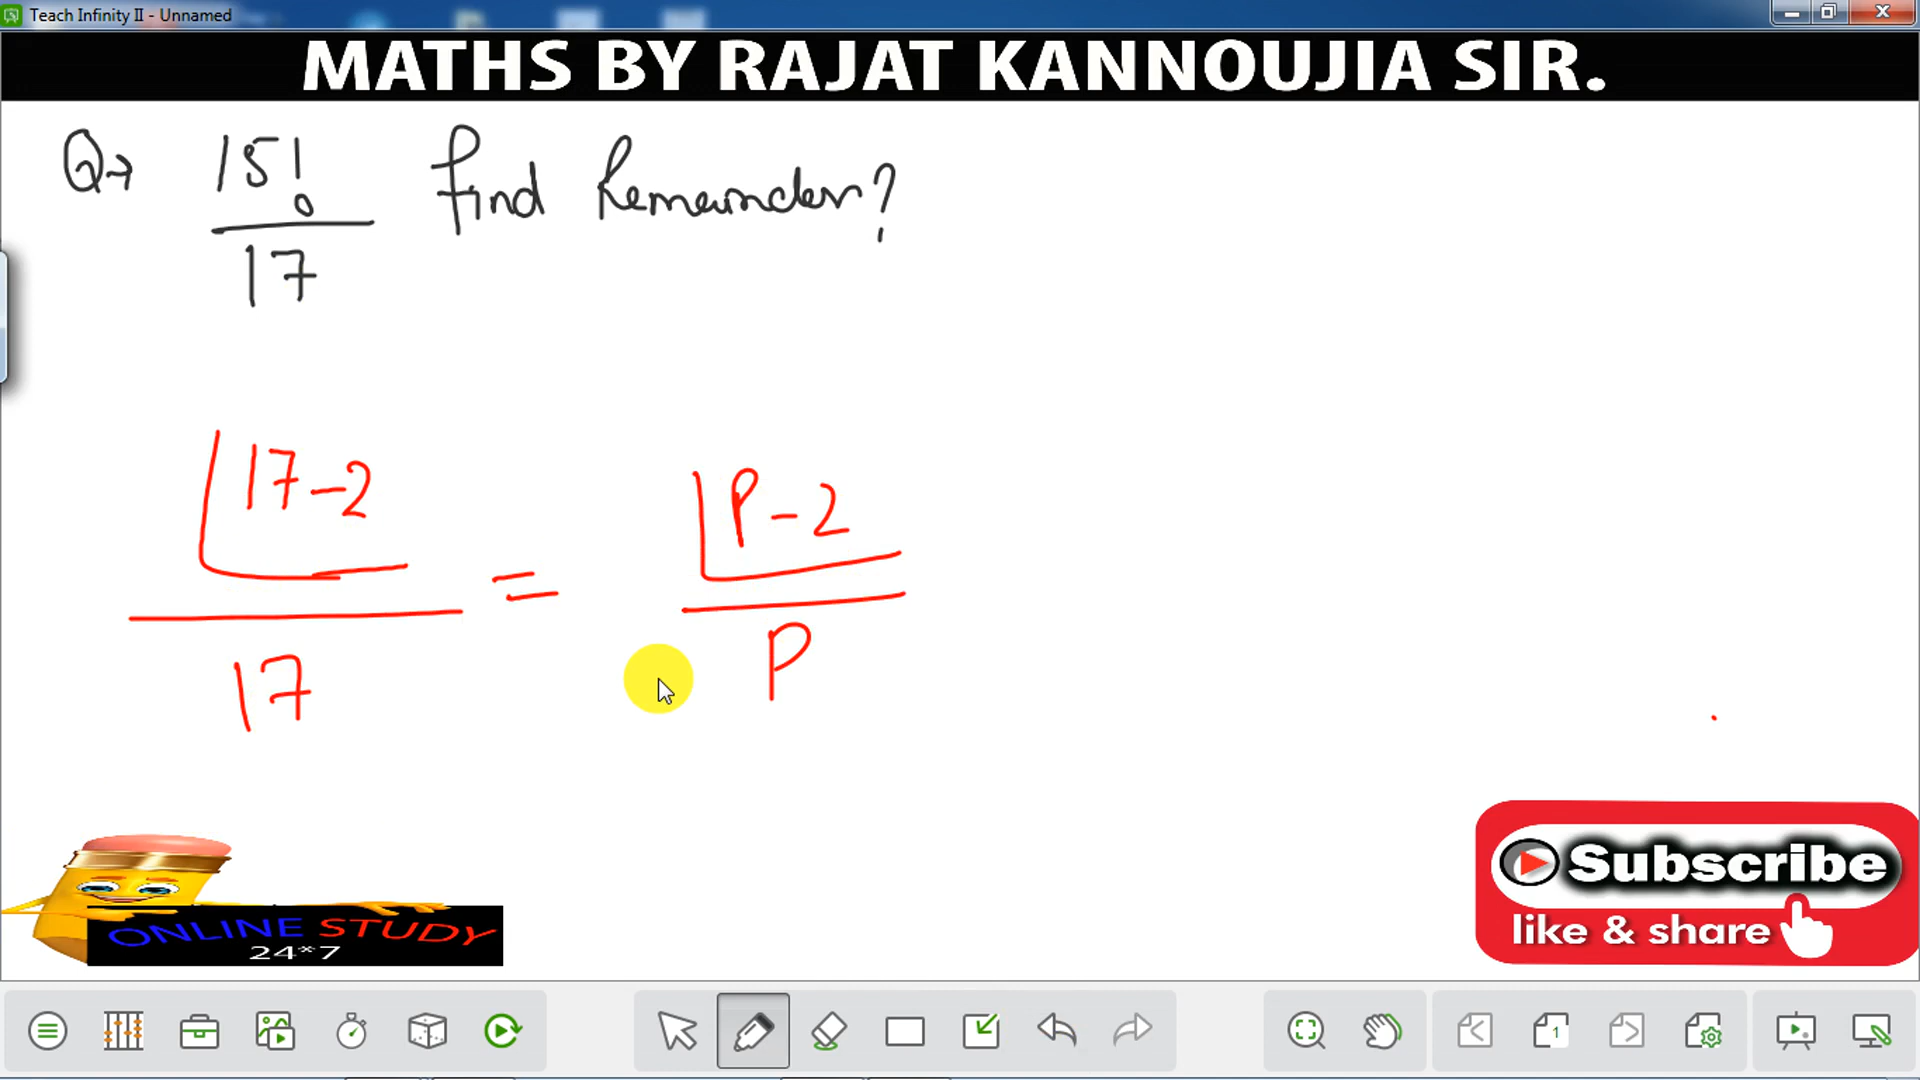 Teach Infinity II - Unnamed
MATHS BY RAJAT KANNOUJIA SIR.
Q→ 15! find Remainder?
17
17-2 = P-2
17 P
Subscribe
like & share
ONLINE STUDY
24*7
1